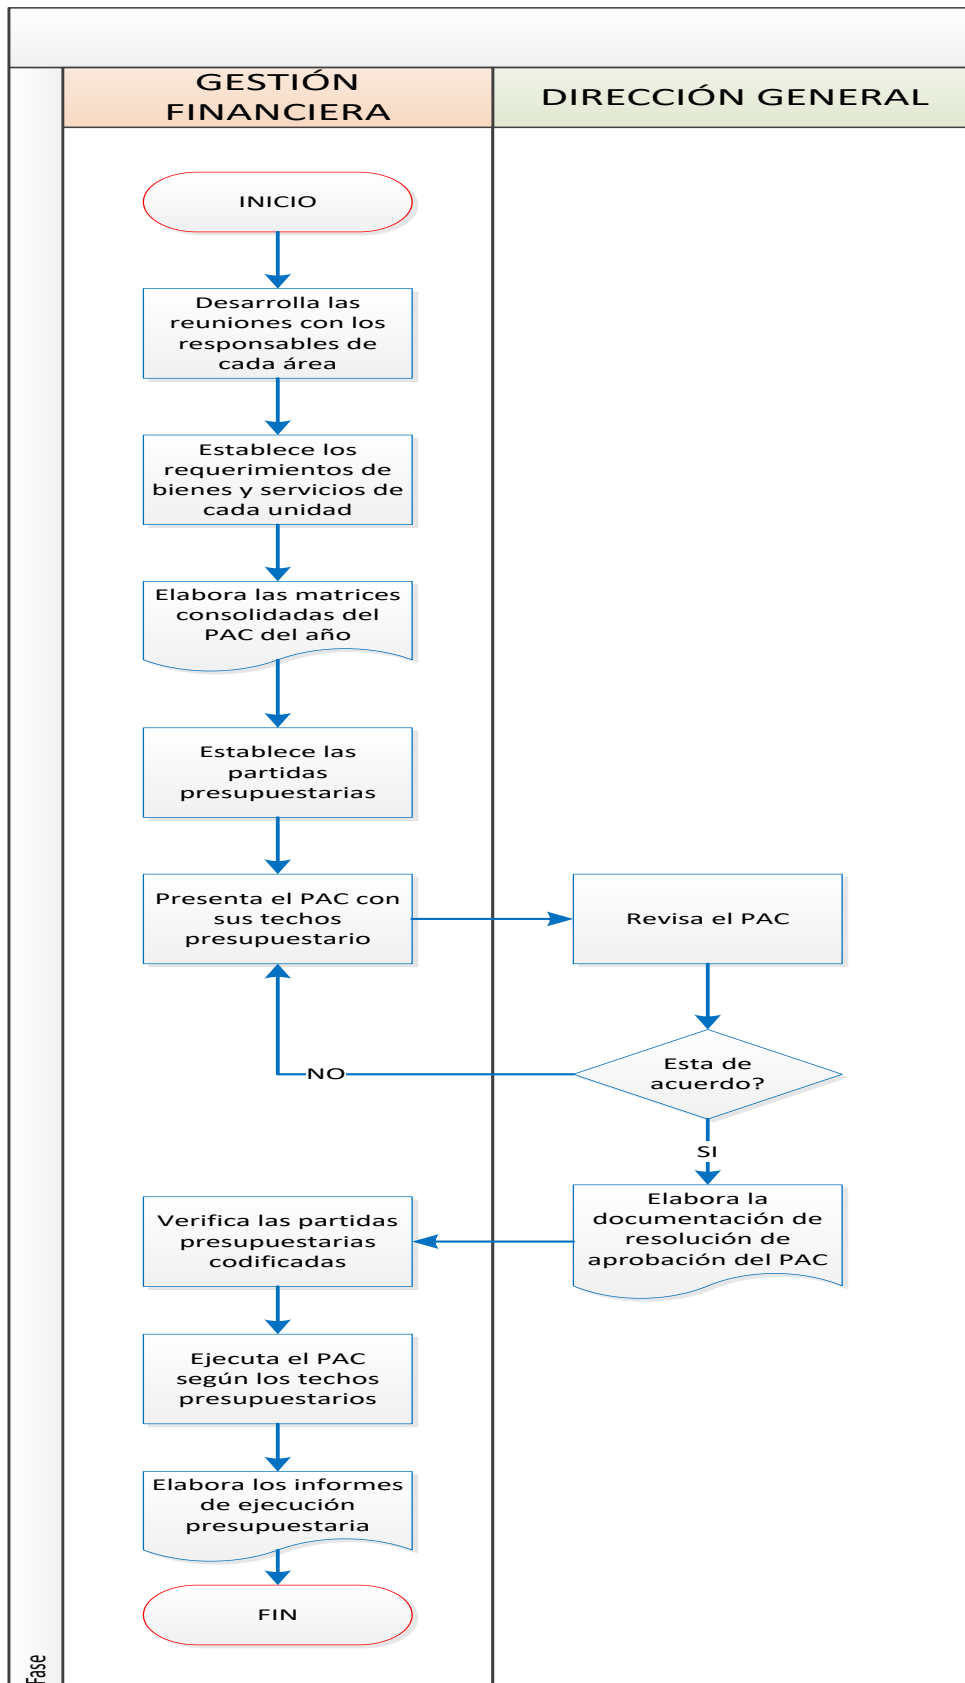 GESTIÓN
FINANCIERA
DIRECCIÓN GENERAL
INICIO
Desarrolla las
reuniones con los
responsables de
cada área
Establece los
requerimientos de
bienes y servicios de
cada unidad
Elabora las matrices
consolidadas del
PAC del año
Establece las
partidas
presupuestarias
Presenta el PAC con
sus techos
presupuestario
Revisa el PAC
Esta de
acuerdo?
NO
SI
Elabora la
documentación de
resolución de
aprobación del PAC
Verifica las partidas
presupuestarias
codificadas
Ejecuta el PAC
según los techos
presupuestarios
Elabora los informes
de ejecución
presupuestaria
FIN
Fase